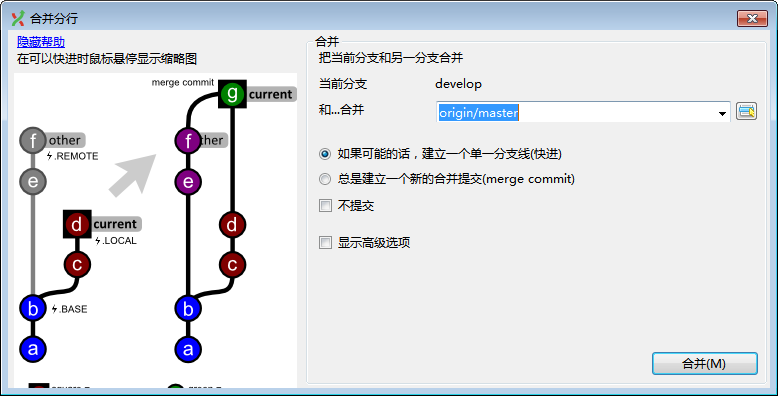 合并分行
隐藏帮助
在可以快进时鼠标悬停显示缩略图
merge commit
g current
f other
.REMOTE
f ther
e
e
d current
.LOCAL
d
c
c
b .BASE
b
a
a
合并
把当前分支和另一分支合并
当前分支 develop
和...合并 origin/master
如果可能的话，建立一个单一分支线(快进)
总是建立一个新的合并提交(merge commit)
不提交
显示高级选项
合并(M)